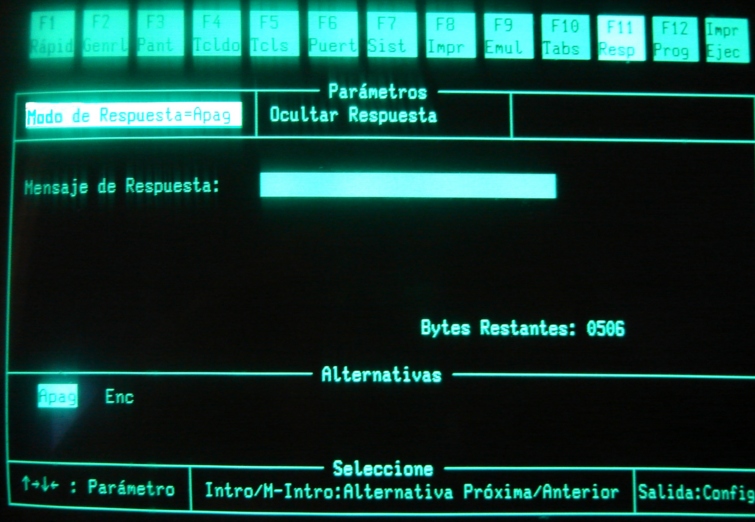 F1 F2 F3 F4 F5 F6 F7 F8 F9 F10 F11 F12 Impr
Rápid Genrl Pant Tcldo Tcls Puert Sist Impr Emul Tabs Resp Prog Ejec
Parámetros
Modo de Respuesta=Apag Ocultar Respuesta
Mensaje de Respuesta:
Bytes Restantes: 0506
Alternativas
Apag Enc
Seleccione
↑→↓← : Parámetro Intro/M-Intro:Alternativa Próxima/Anterior Salida:Config